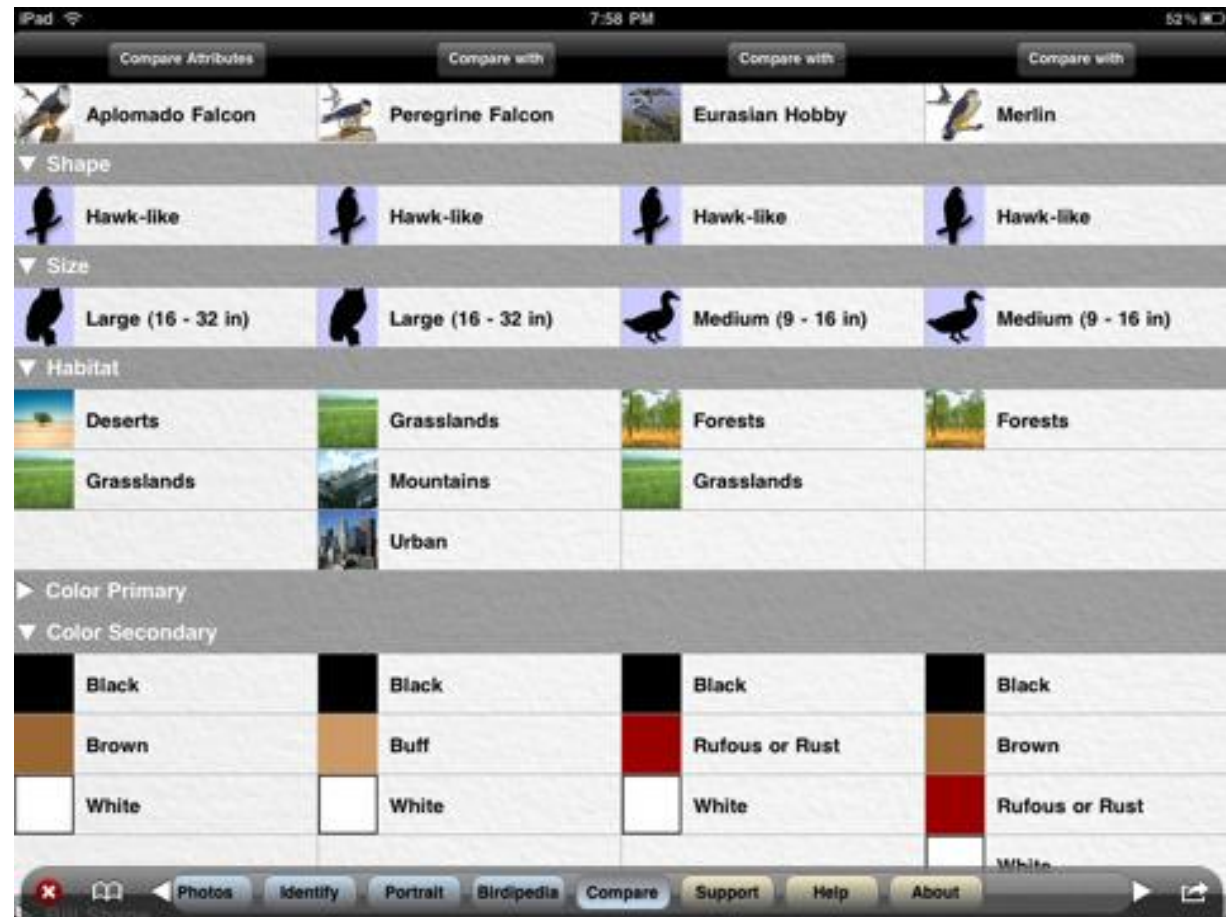 iPad 7:58 PM 52%
Compare Attributes Compare with Compare with Compare with
Aplomado Falcon Peregrine Falcon Eurasian Hobby Merlin
Shape
Hawk-like Hawk-like Hawk-like Hawk-like
Size
Large (16 - 32 in) Large (16 - 32 in) Medium (9 - 16 in) Medium (9 - 16 in)
Habitat
Deserts Grasslands Forests Forests
Grasslands Mountains Grasslands
Urban
Color Primary
Color Secondary
Black Black Black Black
Brown Buff Rufous or Rust Brown
White White White Rufous or Rust
White
Photos Identify Portrait Birdipedia Compare Support Help About